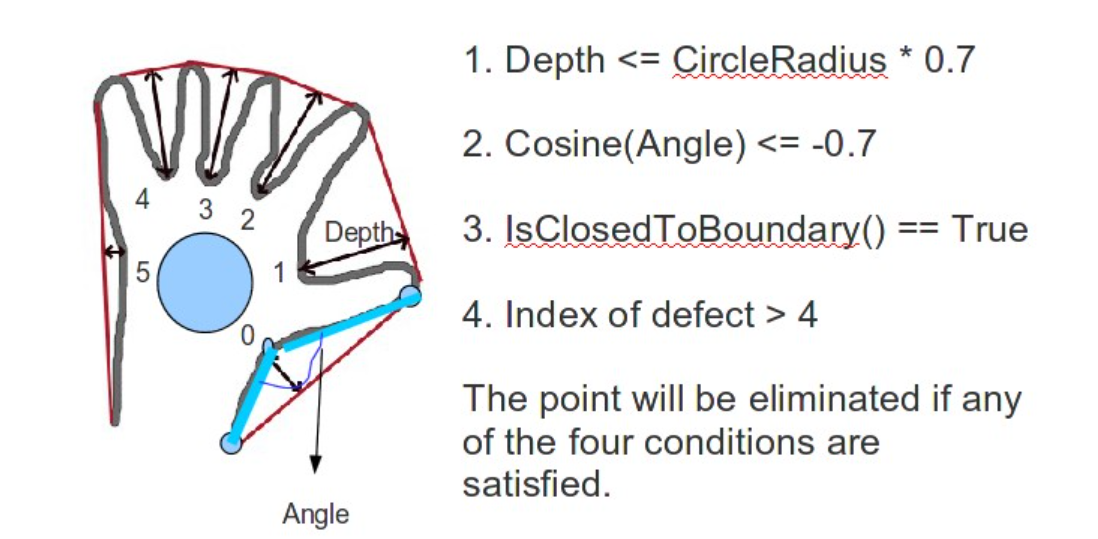 1. Depth <= CircleRadius * 0.7
2. Cosine(Angle) <= -0.7
3. IsClosedToBoundary() == True
4. Index of defect > 4
The point will be eliminated if any
of the four conditions are
satisfied.
4
3
2
Depth
5
1
0
Angle